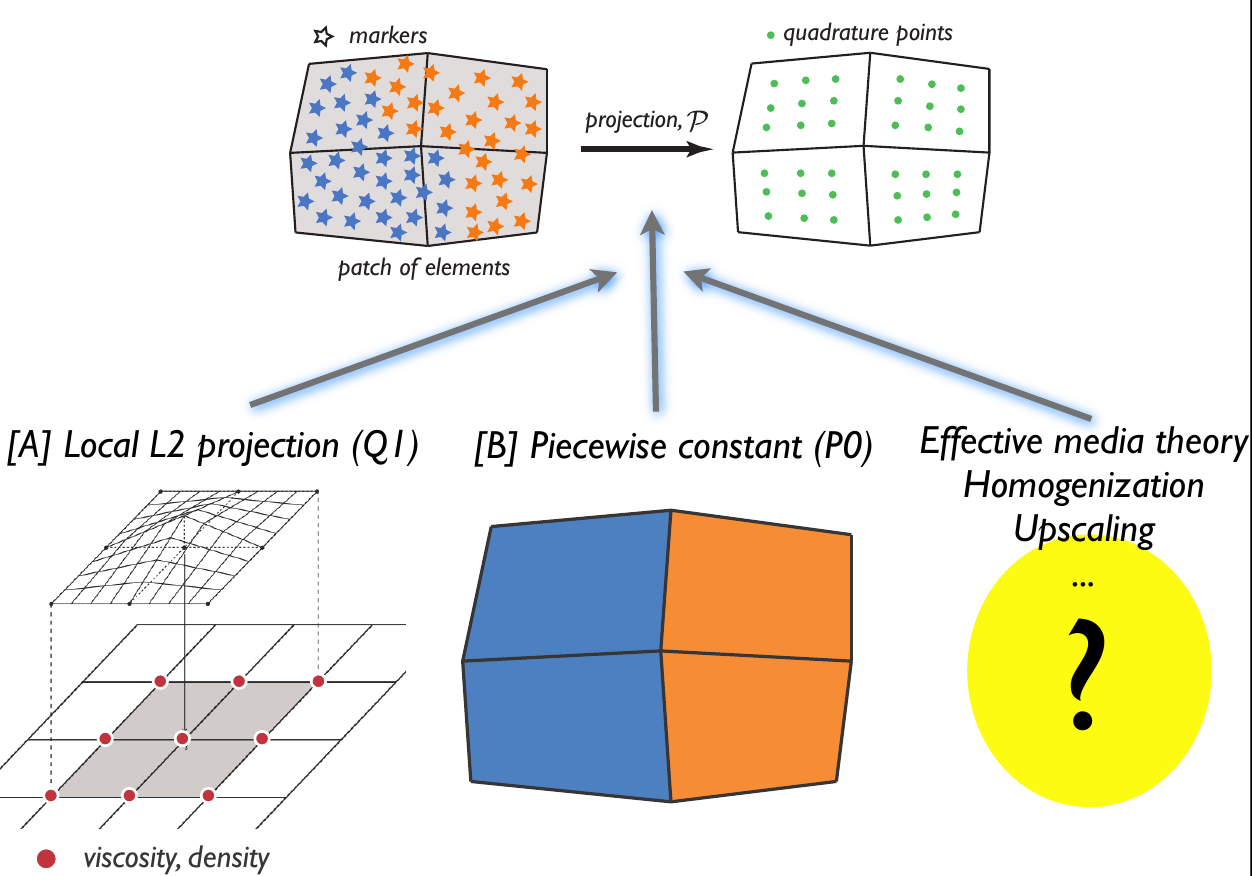 markers
quadrature points
projection, 𝒫
patch of elements
[A] Local L2 projection (Q1)
[B] Piecewise constant (P0)
Effective media theory
Homogenization
Upscaling
...
?
viscosity, density